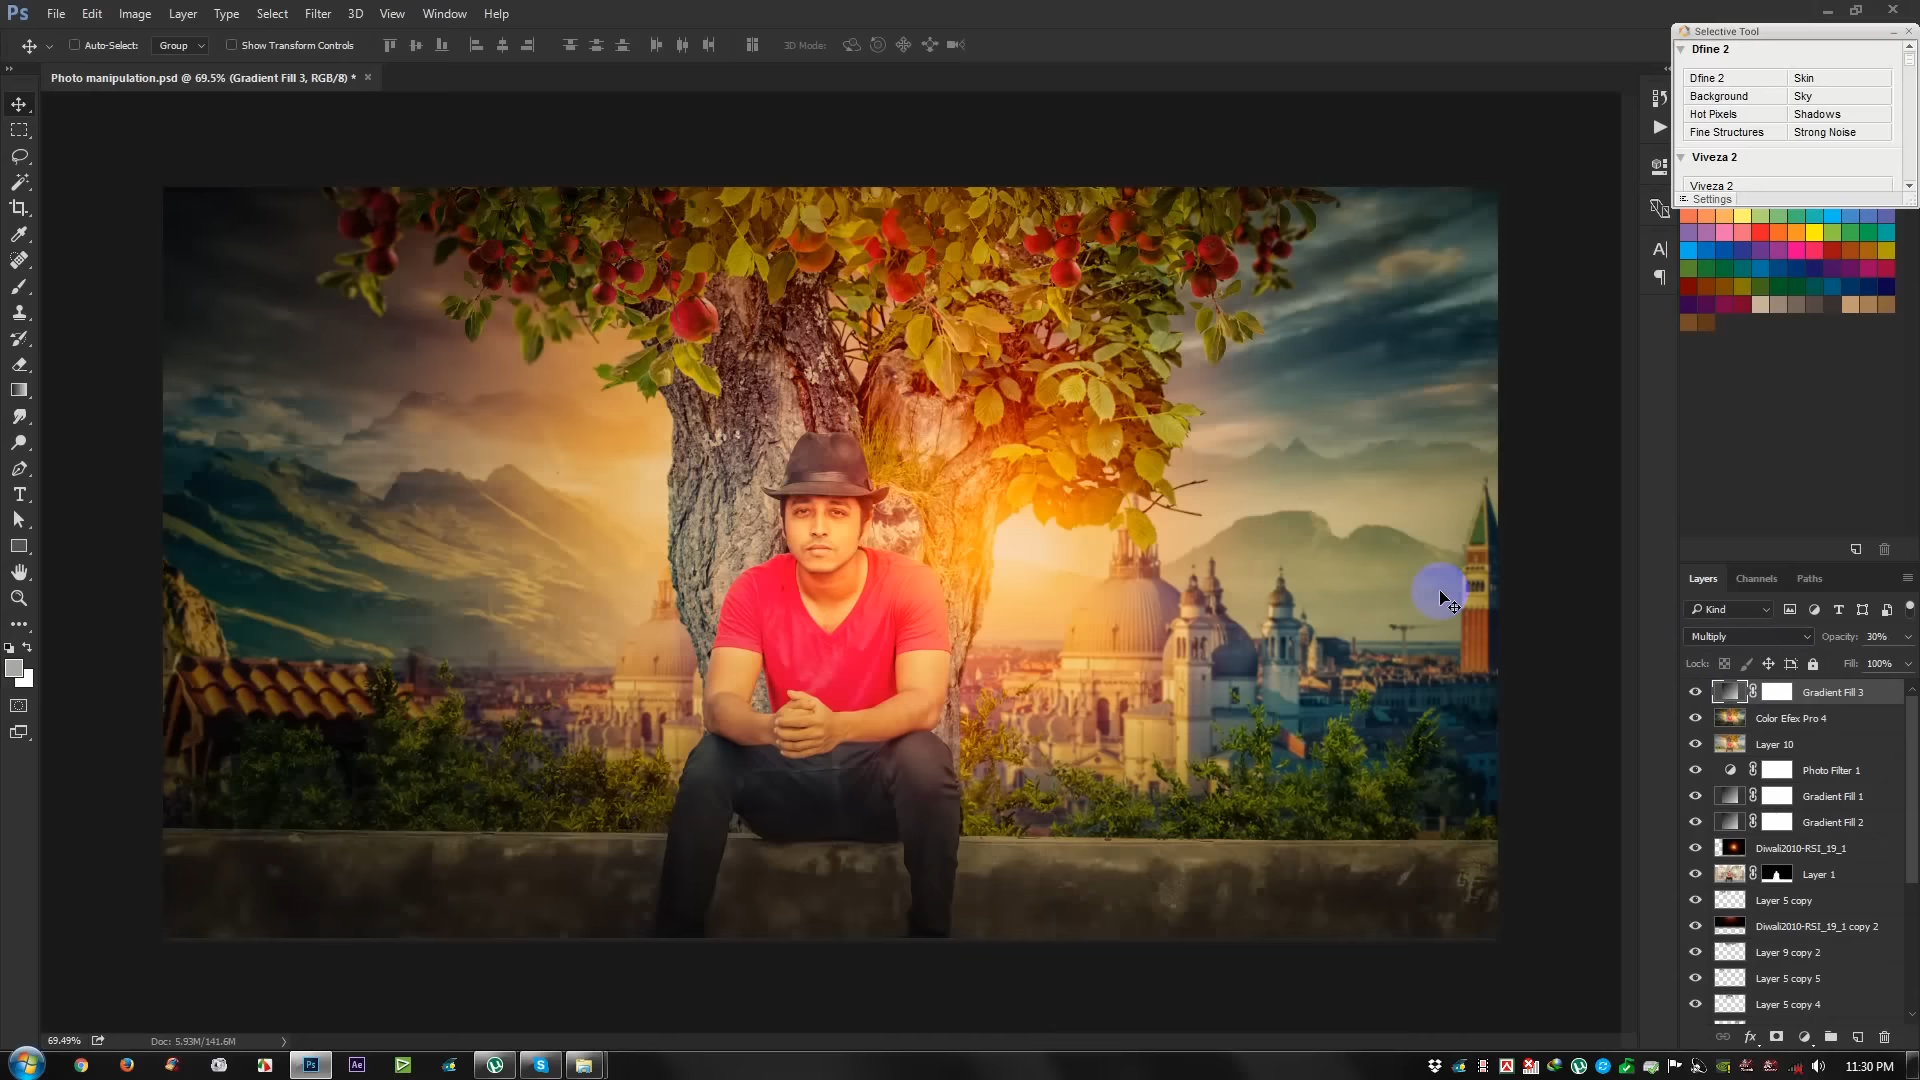 Ps File Edit Image Layer Type Select Filter 3D View Window Help
Auto-Select: Group Show Transform Controls 3D Mode:
Photo manipulation.psd @ 69.5% (Gradient Fill 3, RGB/8) * ×
Selective Tool
Dfine 2
Dfine 2 Skin
Background Sky
Hot Pixels Shadows
Fine Structures Strong Noise
Viveza 2
Viveza 2
Settings
Layers Channels Paths
Kind
Multiply Opacity: 30%
Lock: Fill: 100%
Gradient Fill 3
Color Efex Pro 4
Layer 10
Photo Filter 1
Gradient Fill 1
Gradient Fill 2
Diwali2010-RSI_19_1
Layer 1
Layer 5 copy
Diwali2010-RSI_19_1 copy 2
Layer 9 copy 2
Layer 5 copy 5
Layer 5 copy 4
fx
69.49% Doc: 5.93M/141.6M
Ps Ae
11:30 PM